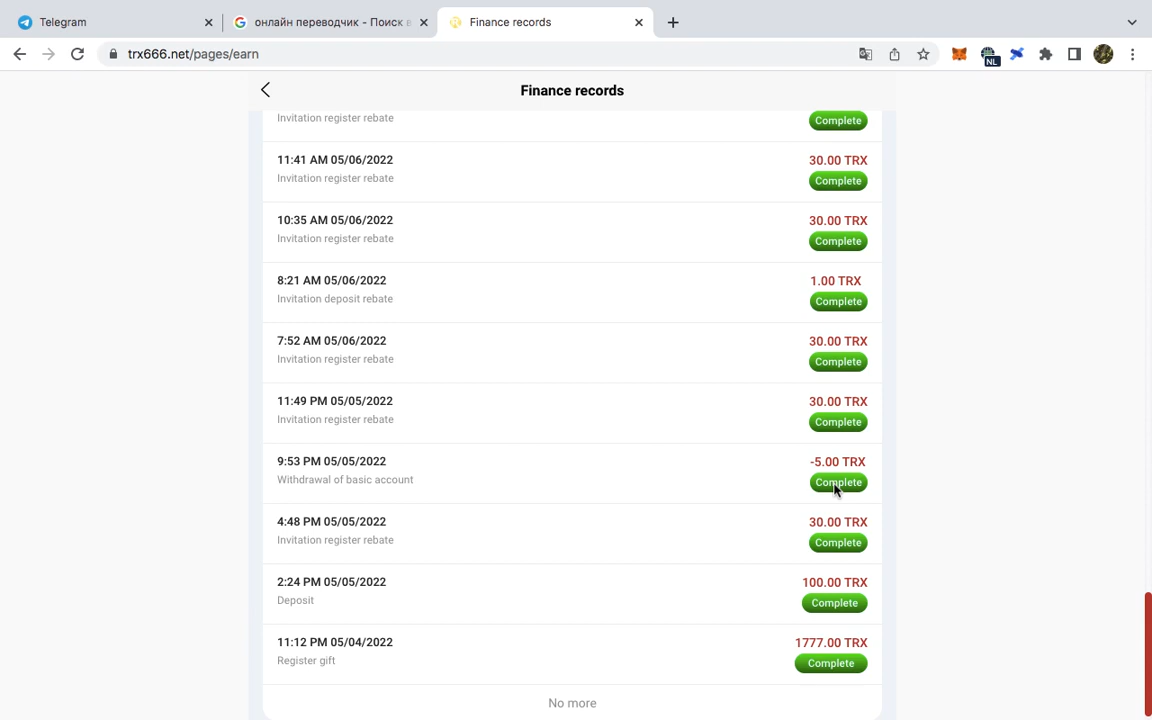 Telegram
онлайн переводчик - Поиск в
Finance records
trx666.net/pages/earn
NL
Finance records
Invitation register rebate
Complete
11:41 AM 05/06/2022
30.00 TRX
Invitation register rebate
Complete
10:35 AM 05/06/2022
30.00 TRX
Invitation register rebate
Complete
8:21 AM 05/06/2022
1.00 TRX
Invitation deposit rebate
Complete
7:52 AM 05/06/2022
30.00 TRX
Invitation register rebate
Complete
11:49 PM 05/05/2022
30.00 TRX
Invitation register rebate
Complete
9:53 PM 05/05/2022
-5.00 TRX
Withdrawal of basic account
Complete
4:48 PM 05/05/2022
30.00 TRX
Invitation register rebate
Complete
2:24 PM 05/05/2022
100.00 TRX
Deposit
Complete
11:12 PM 05/04/2022
1777.00 TRX
Register gift
Complete
No more